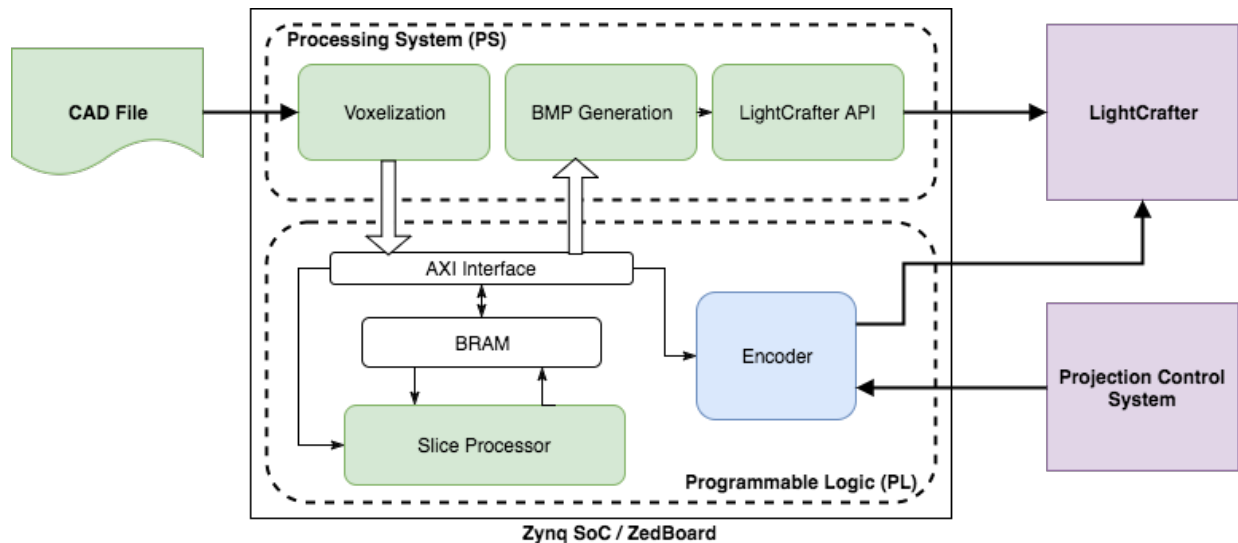 Processing System (PS)
CAD File
Voxelization
BMP Generation
LightCrafter API
LightCrafter
AXI Interface
BRAM
Encoder
Slice Processor
Projection Control
System
Programmable Logic (PL)
Zynq SoC / ZedBoard